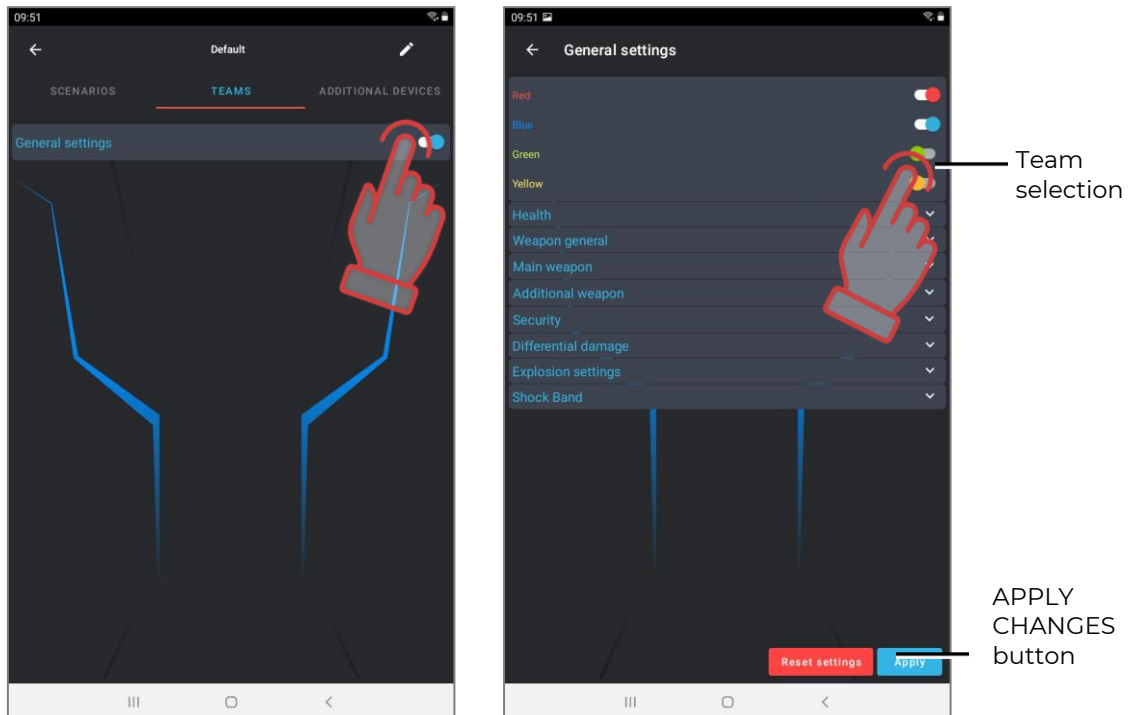 09:51
Default
SCENARIOS TEAMS ADDITIONAL DEVICES
General settings
09:51
General settings
Red
Blue
Green
Yellow
Health
Weapon general
Main weapon
Additional weapon
Security
Differential damage
Explosion settings
Shock Band
Reset settings Apply
Team
selection
APPLY
CHANGES
button